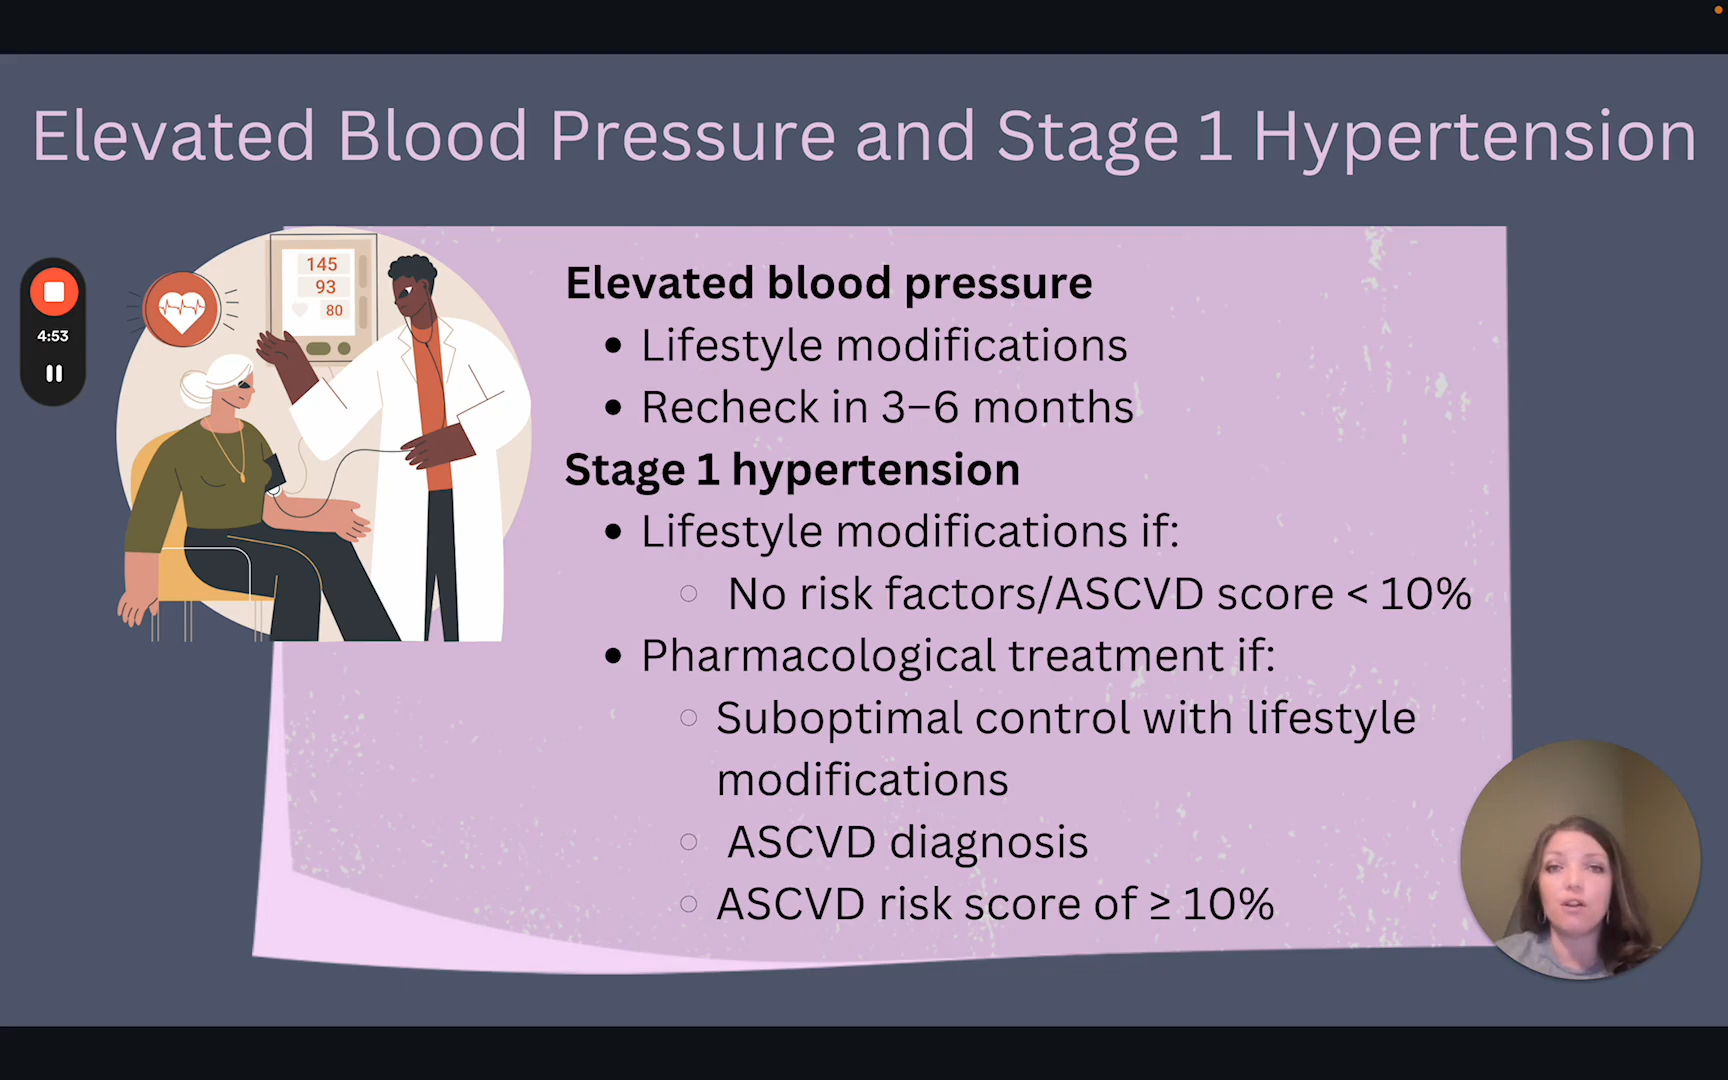 Elevated Blood Pressure and Stage 1 Hypertension
145
93
80
4:53
Elevated blood pressure
• Lifestyle modifications
• Recheck in 3–6 months
Stage 1 hypertension
• Lifestyle modifications if:
○ No risk factors/ASCVD score < 10%
• Pharmacological treatment if:
○ Suboptimal control with lifestyle
modifications
○ ASCVD diagnosis
○ ASCVD risk score of ≥ 10%